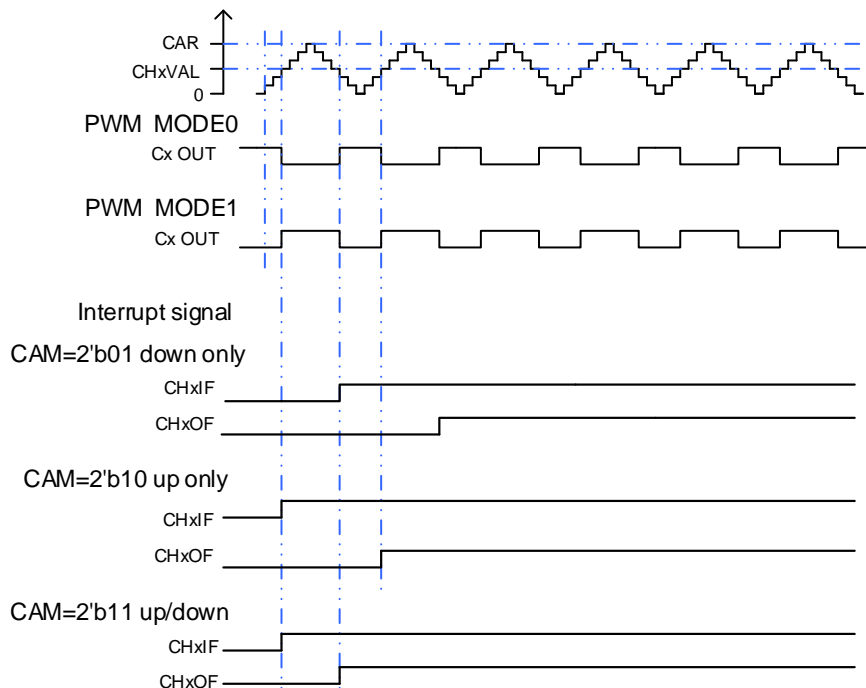 CAR
CHxVAL
0
PWM MODE0
Cx OUT
PWM MODE1
Cx OUT
Interrupt signal
CAM=2'b01 down only
CHxIF
CHxOF
CAM=2'b10 up only
CHxIF
CHxOF
CAM=2'b11 up/down
CHxIF
CHxOF